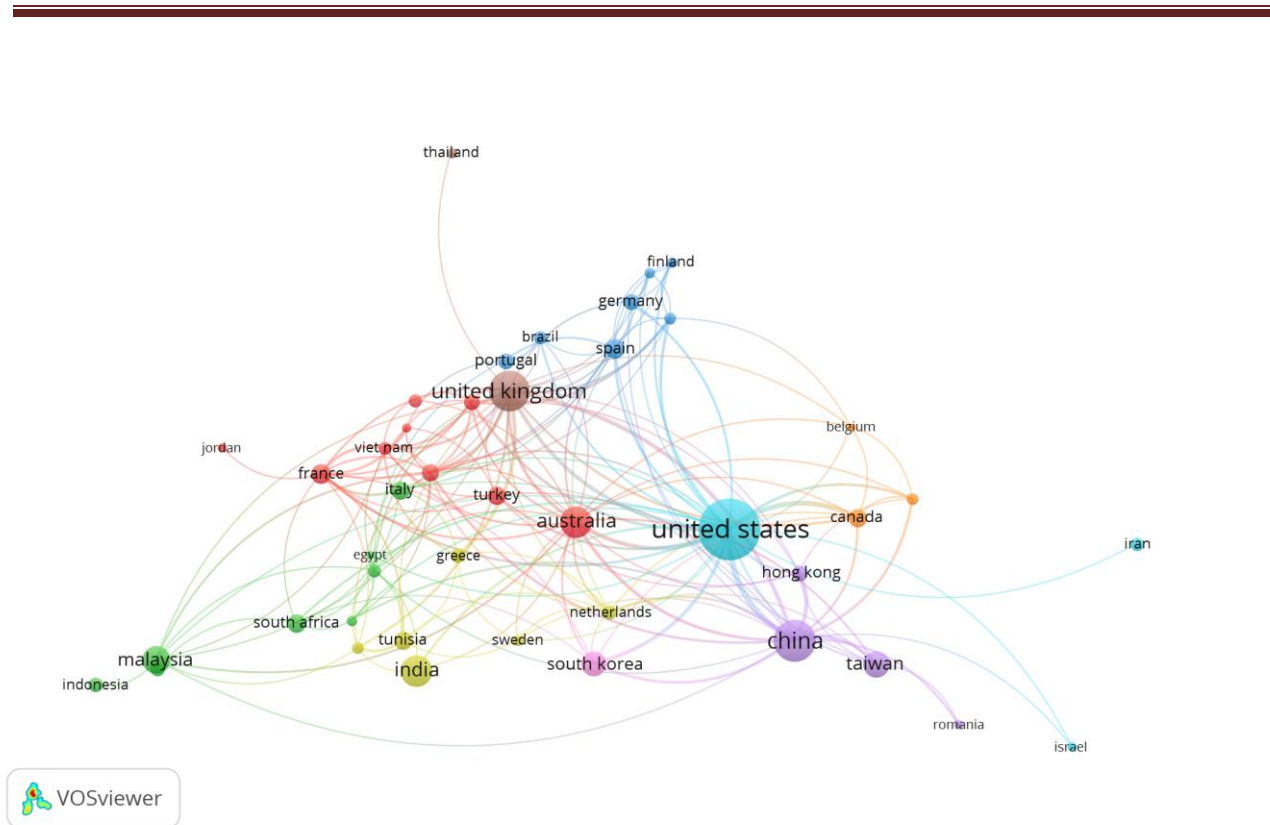 thailand
finland
germany
brazil
spain
portugal
united kingdom
belgium
jordan
viet nam
france
italy
turkey
canada
australia
united states
iran
egypt
greece
hong kong
netherlands
south africa
tunisia
sweden
china
malaysia
india
south korea
taiwan
indonesia
romania
israel
VOSviewer